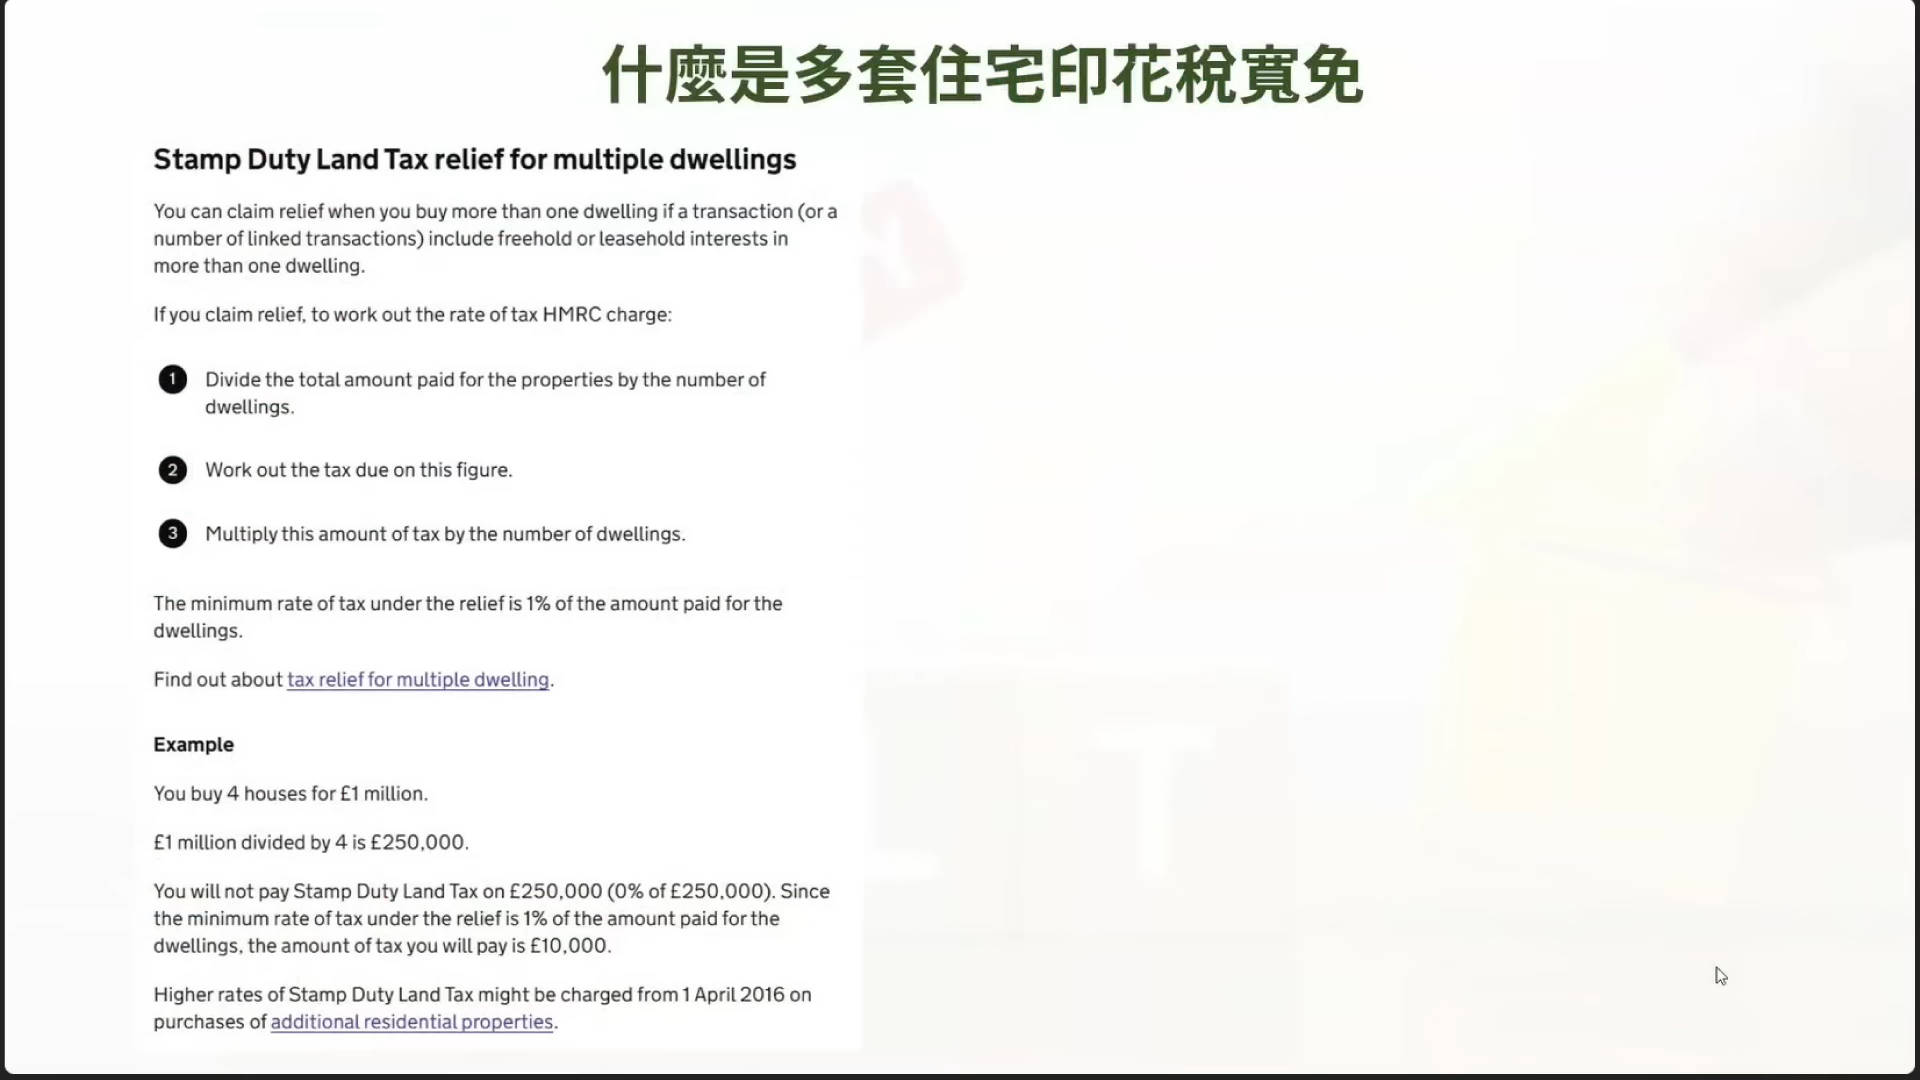 什麼是多套住宅印花稅寬免
Stamp Duty Land Tax relief for multiple dwellings
You can claim relief when you buy more than one dwelling if a transaction (or a
number of linked transactions) include freehold or leasehold interests in
more than one dwelling.
If you claim relief, to work out the rate of tax HMRC charge:
1 Divide the total amount paid for the properties by the number of
dwellings.
2 Work out the tax due on this figure.
3 Multiply this amount of tax by the number of dwellings.
The minimum rate of tax under the relief is 1% of the amount paid for the
dwellings.
Find out about tax relief for multiple dwelling.
Example
You buy 4 houses for £1 million.
£1 million divided by 4 is £250,000.
You will not pay Stamp Duty Land Tax on £250,000 (0% of £250,000). Since
the minimum rate of tax under the relief is 1% of the amount paid for the
dwellings, the amount of tax you will pay is £10,000.
Higher rates of Stamp Duty Land Tax might be charged from 1 April 2016 on
purchases of additional residential properties.